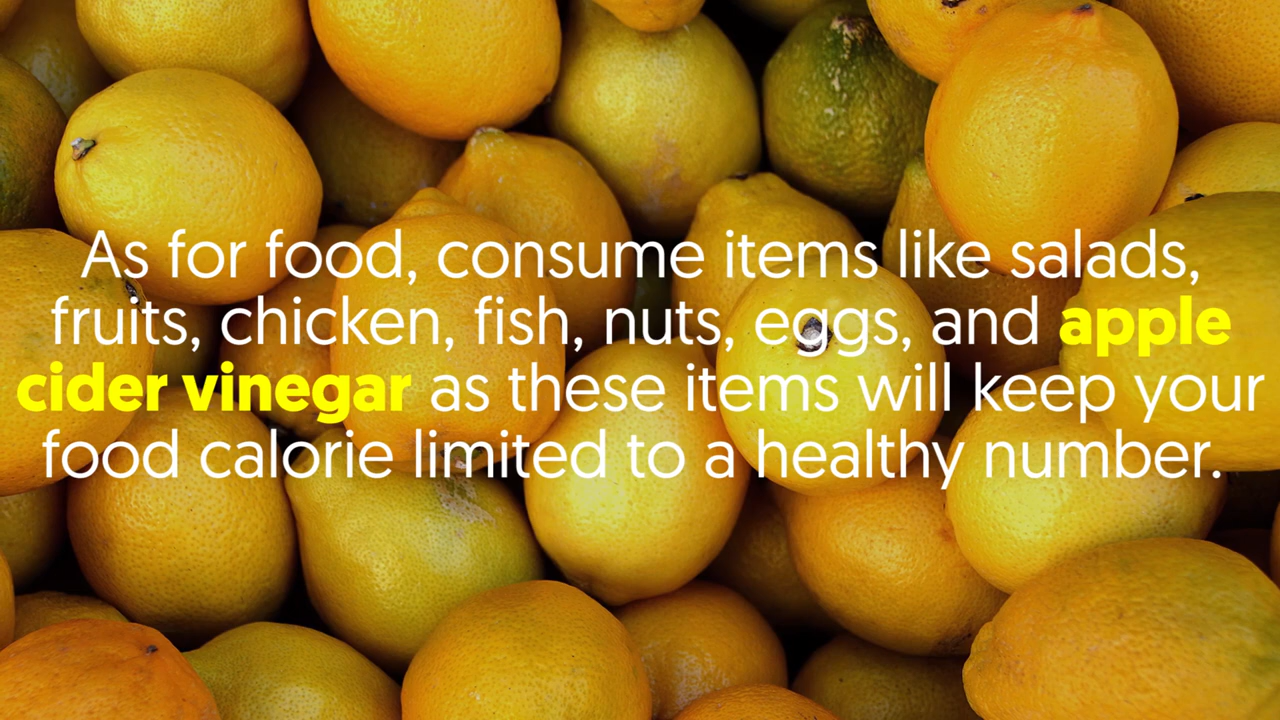 As for food, consume items like salads,
fruits, chicken, fish, nuts, eggs, and apple
cider vinegar as these items will keep your
food calorie limited to a healthy number.